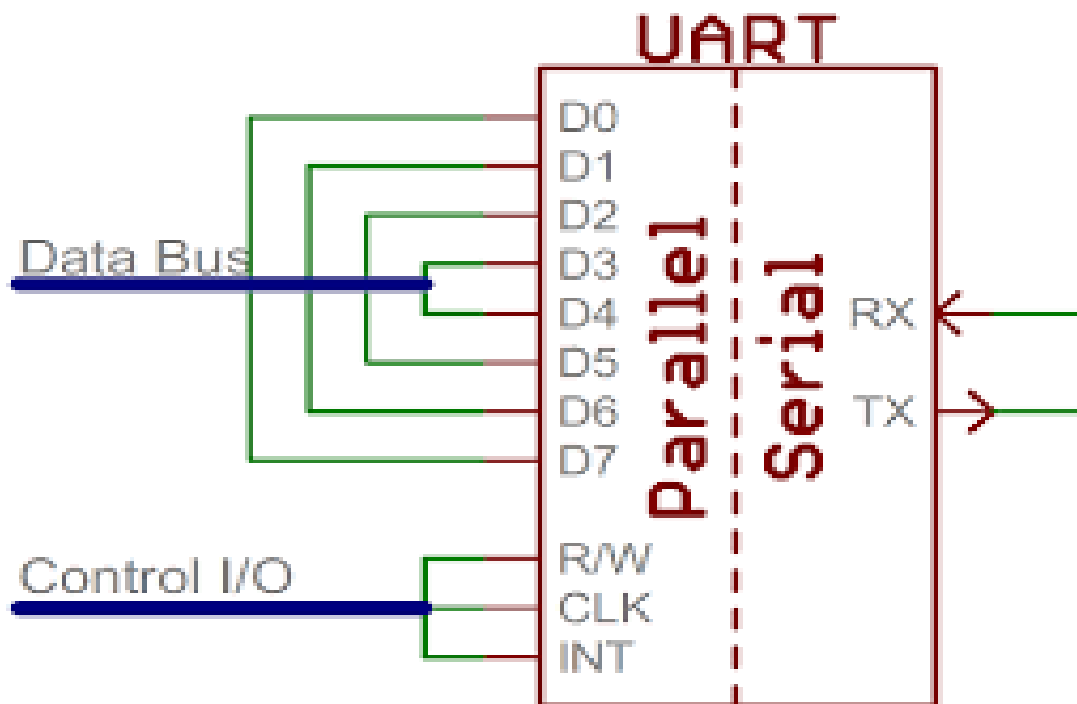 UART
D0
D1
D2
Data Bus
D3
D4
D5
D6
D7
Parallel
Serial
RX
TX
Control I/O
R/W
CLK
INT